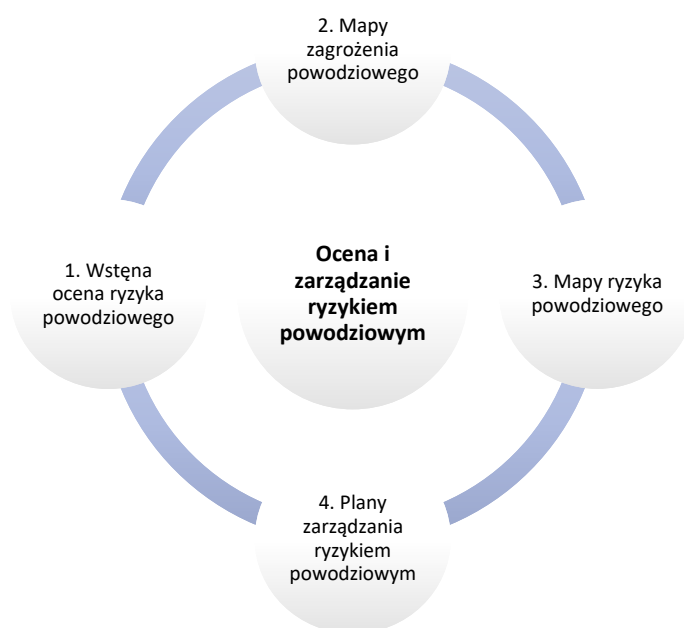 2. Mapy
zagrożenia
powodziowego
1. Wstęna
ocena ryzyka
powodziowego
Ocena i
zarządzanie
ryzykiem
powodziowym
3. Mapy ryzyka
powodziowego
4. Plany
zarządzania
ryzykiem
powodziowym